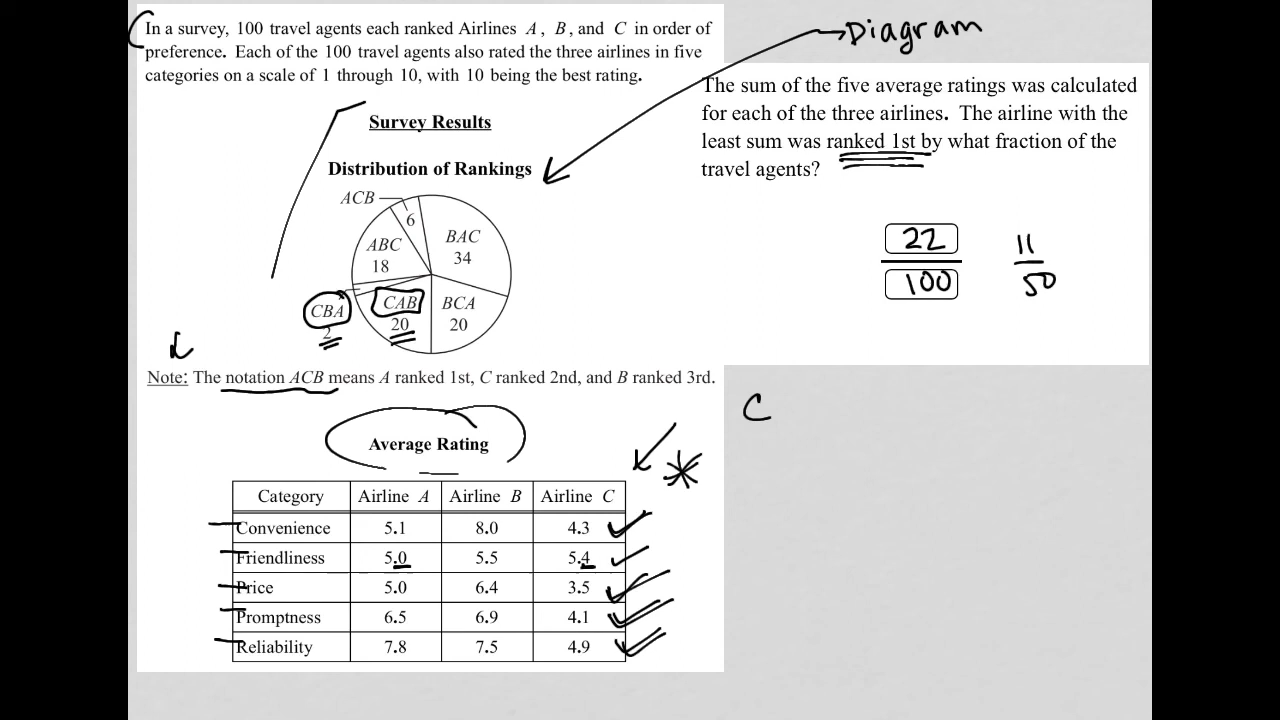 In a survey, 100 travel agents each ranked Airlines A, B, and C in order of
preference. Each of the 100 travel agents also rated the three airlines in five
categories on a scale of 1 through 10, with 10 being the best rating.
Survey Results
Distribution of Rankings
ACB
6
BAC
34
ABC
18
CBA
2
CAB
20
BCA
20
Note: The notation ACB means A ranked 1st, C ranked 2nd, and B ranked 3rd.
Average Rating
Category Airline A Airline B Airline C
Convenience 5.1 8.0 4.3
Friendliness 5.0 5.5 5.4
Price 5.0 6.4 3.5
Promptness 6.5 6.9 4.1
Reliability 7.8 7.5 4.9
Diagram
The sum of the five average ratings was calculated
for each of the three airlines. The airline with the
least sum was ranked 1st by what fraction of the
travel agents?
22
100
11
50
C